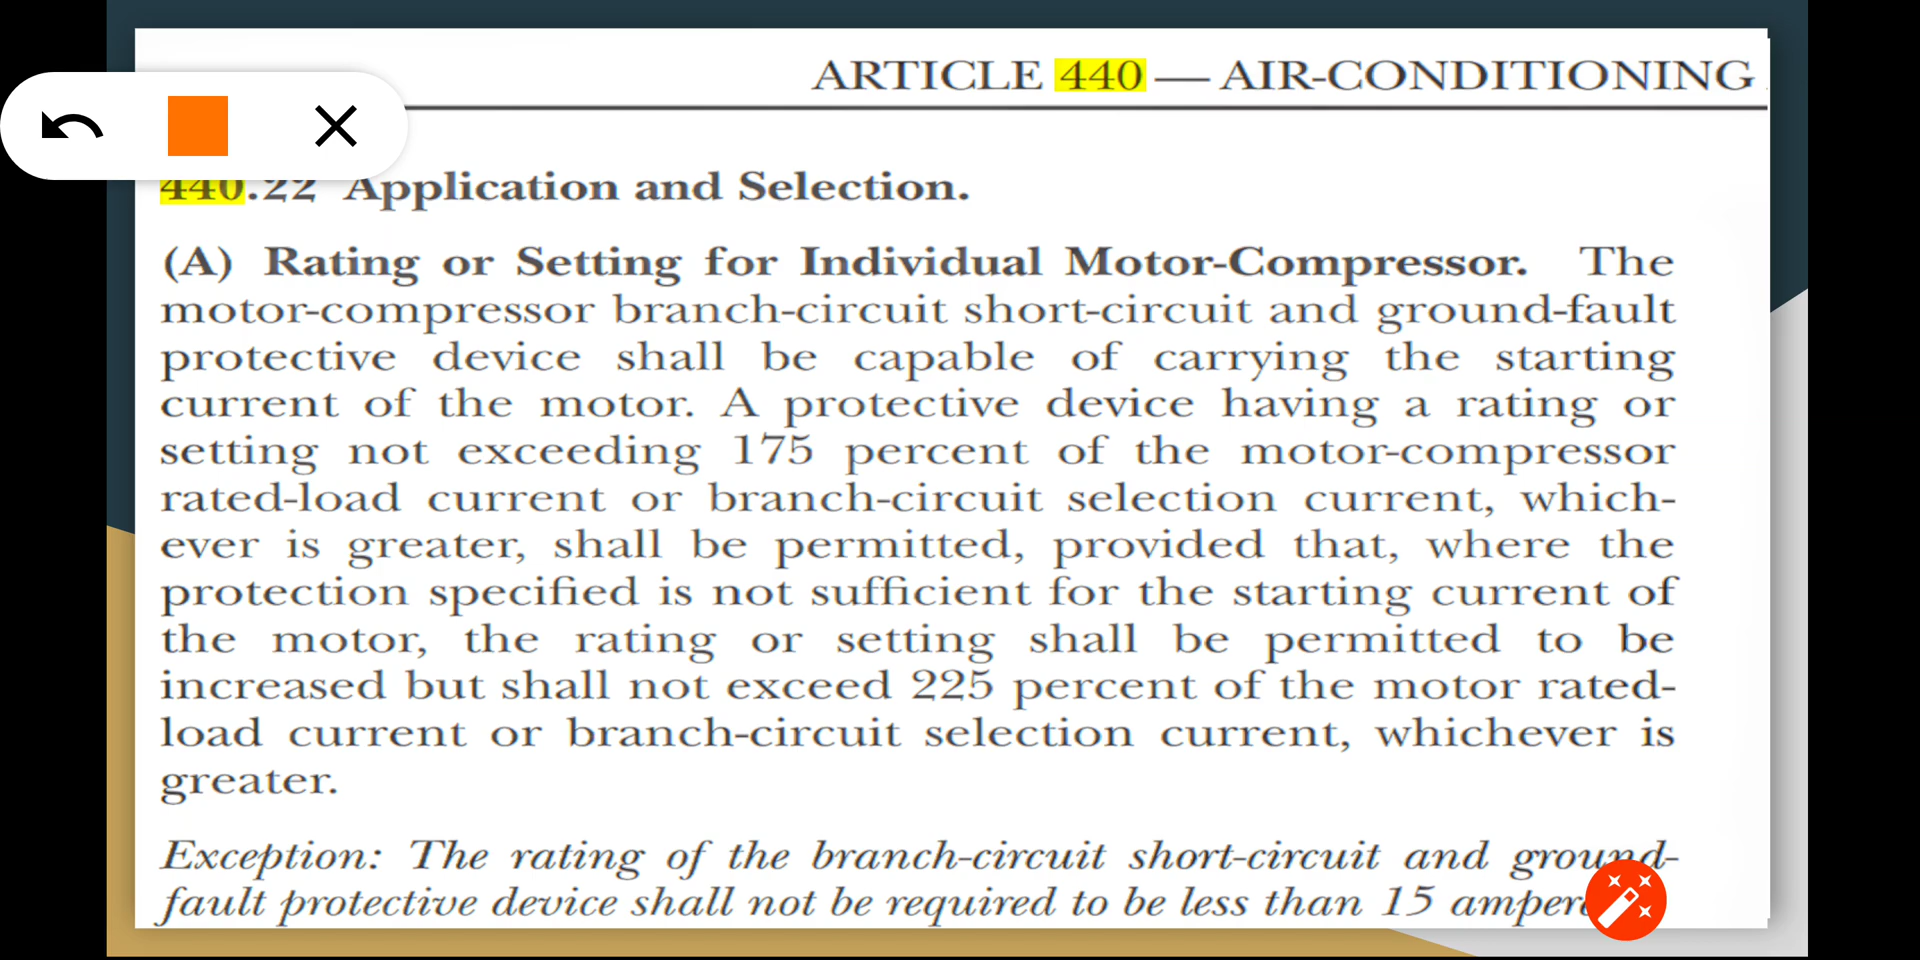 ARTICLE 440 — AIR-CONDITIONING
440.22 Application and Selection.
(A) Rating or Setting for Individual Motor-Compressor. The
motor-compressor branch-circuit short-circuit and ground-fault
protective device shall be capable of carrying the starting
current of the motor. A protective device having a rating or
setting not exceeding 175 percent of the motor-compressor
rated-load current or branch-circuit selection current, which-
ever is greater, shall be permitted, provided that, where the
protection specified is not sufficient for the starting current of
the motor, the rating or setting shall be permitted to be
increased but shall not exceed 225 percent of the motor rated-
load current or branch-circuit selection current, whichever is
greater.
Exception: The rating of the branch-circuit short-circuit and ground-
fault protective device shall not be required to be less than 15